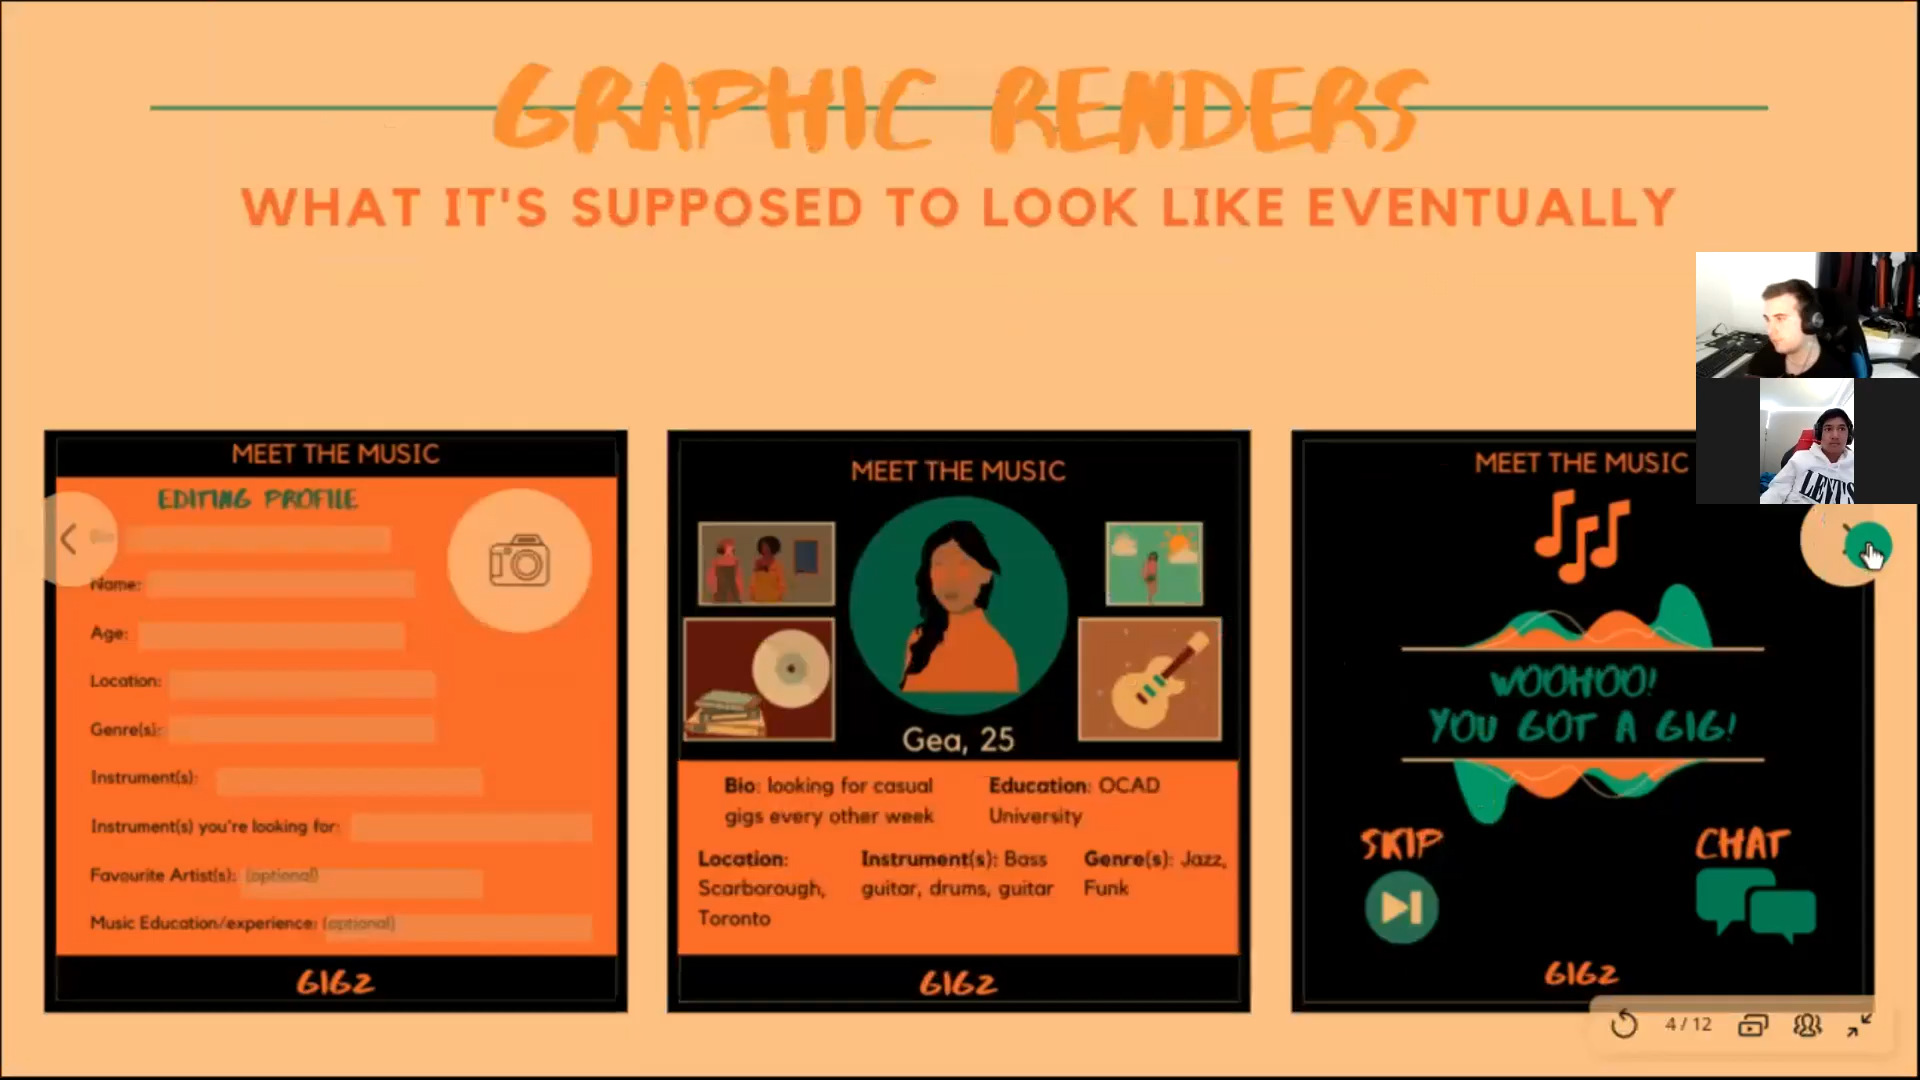 GRAPHIC RENDERS
WHAT IT'S SUPPOSED TO LOOK LIKE EVENTUALLY
MEET THE MUSIC
EDITING PROFILE
Bio
Name:
Age:
Location:
Genre(s):
Instrument(s):
Instrument(s) you're looking for:
Favourite Artist(s): (optional)
Music Education/experience: (optional)
GIGZ
MEET THE MUSIC
Gea, 25
Bio: looking for casual
gigs every other week
Education: OCAD
University
Location:
Scarborough,
Toronto
Instrument(s): Bass
guitar, drums, guitar
Genre(s): Jazz,
Funk
GIGZ
MEET THE MUSIC
WOOHOO!
YOU GOT A GIG!
SKIP
CHAT
GIGZ
LEVI'S
4 / 12